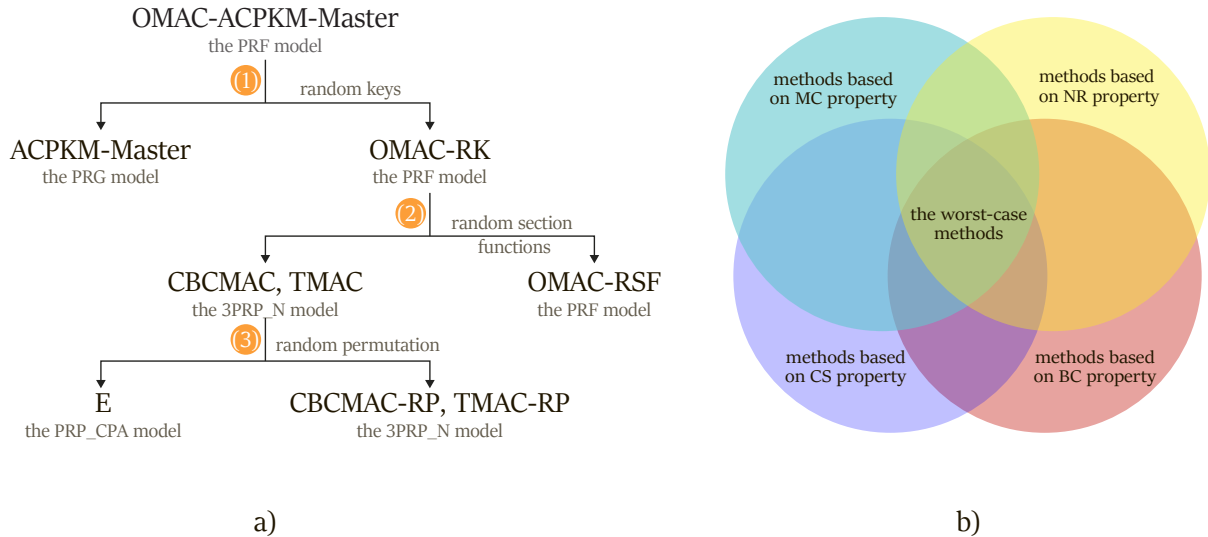 OMAC-ACPKM-Master
the PRF model
(1)
random keys
ACPKM-Master
the PRG model
OMAC-RK
the PRF model
(2)
random section
functions
CBCMAC, TMAC
the 3PRP_N model
OMAC-RSF
the PRF model
(3)
random permutation
E
the PRP_CPA model
CBCMAC-RP, TMAC-RP
the 3PRP_N model
a)
methods based
on MC property
methods based
on NR property
the worst-case
methods
methods based
on CS property
methods based
on BC property
b)